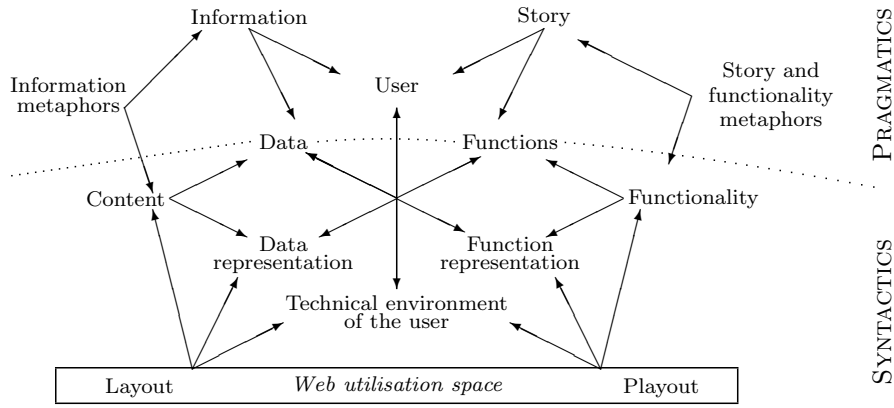 Information
Story
Information
metaphors
User
Story and
functionality
metaphors
PRAGMATICS
Data
Functions
Content
Functionality
Data
representation
Function
representation
Technical environment
of the user
SYNTACTICS
Layout
Web utilisation space
Playout